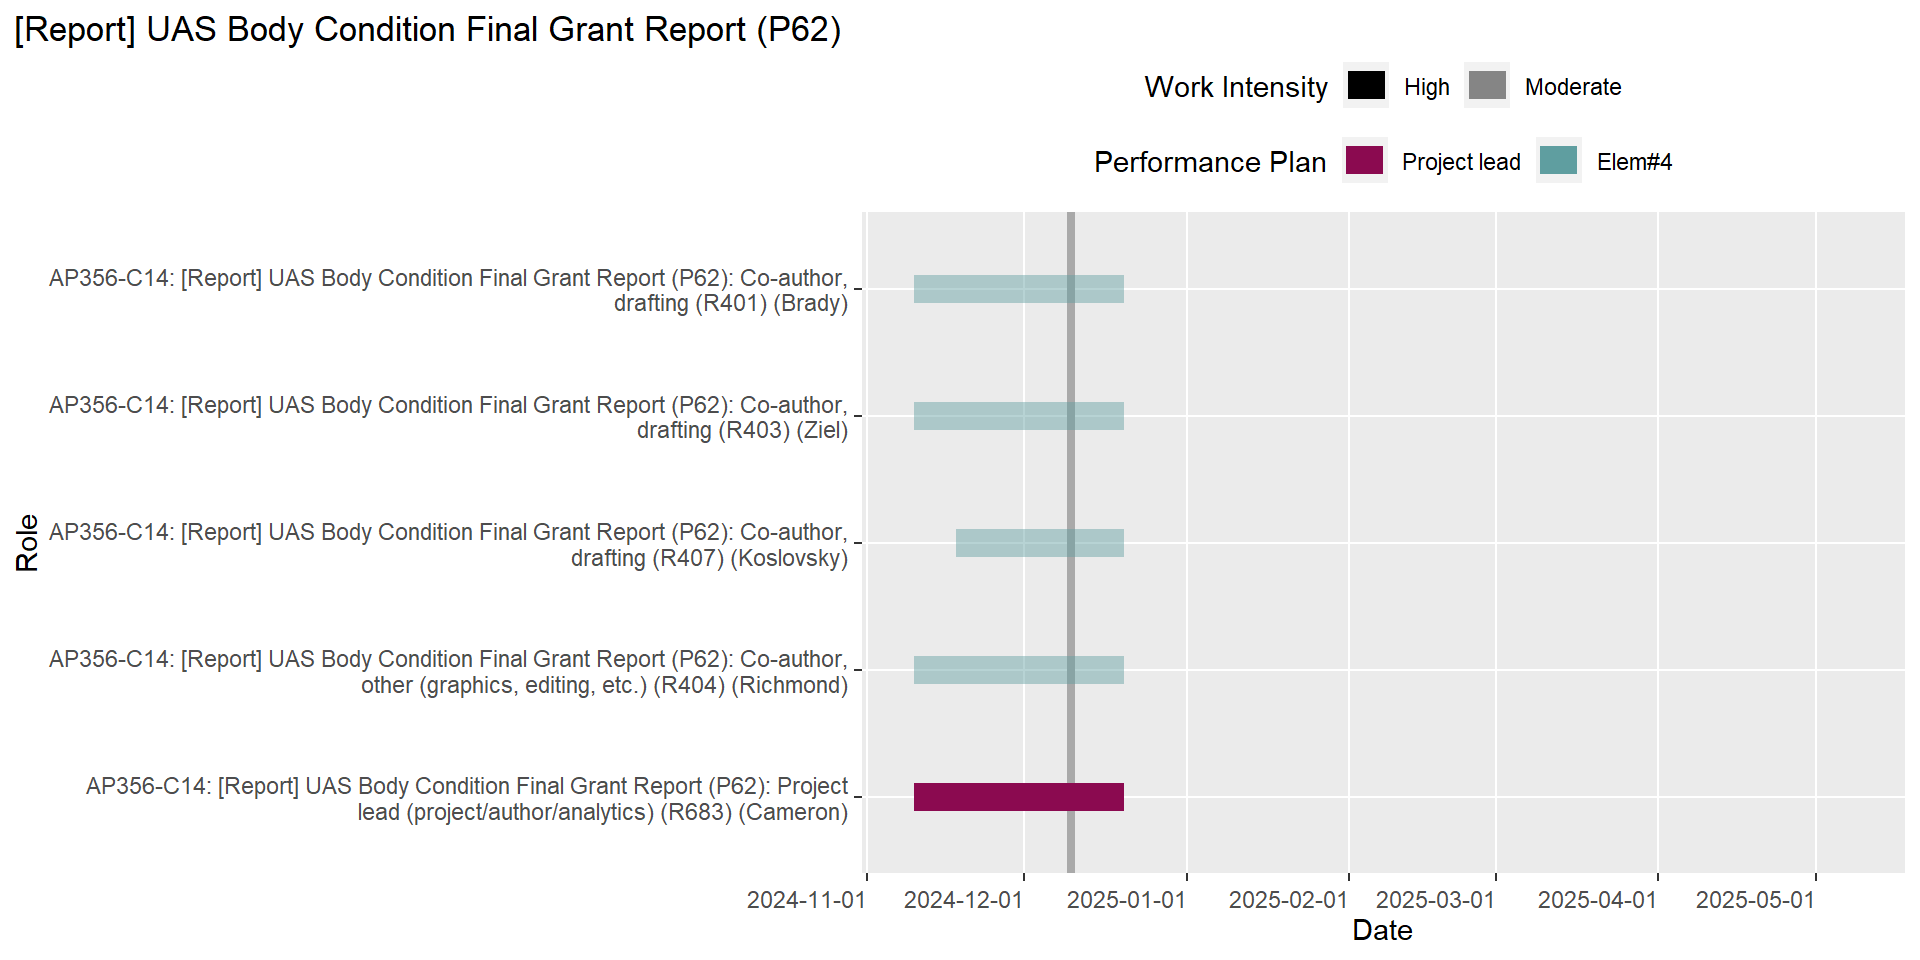 [Report] UAS Body Condition Final Grant Report (P62)
Work Intensity High Moderate
Performance Plan Project lead Elem#4
AP356-C14: [Report] UAS Body Condition Final Grant Report (P62): Co-author,
drafting (R401) (Brady)
AP356-C14: [Report] UAS Body Condition Final Grant Report (P62): Co-author,
drafting (R403) (Ziel)
Role
AP356-C14: [Report] UAS Body Condition Final Grant Report (P62): Co-author,
drafting (R407) (Koslovsky)
AP356-C14: [Report] UAS Body Condition Final Grant Report (P62): Co-author,
other (graphics, editing, etc.) (R404) (Richmond)
AP356-C14: [Report] UAS Body Condition Final Grant Report (P62): Project
lead (project/author/analytics) (R683) (Cameron)
2024-11-01 2024-12-01 2025-01-01 2025-02-01 2025-03-01 2025-04-01 2025-05-01
Date